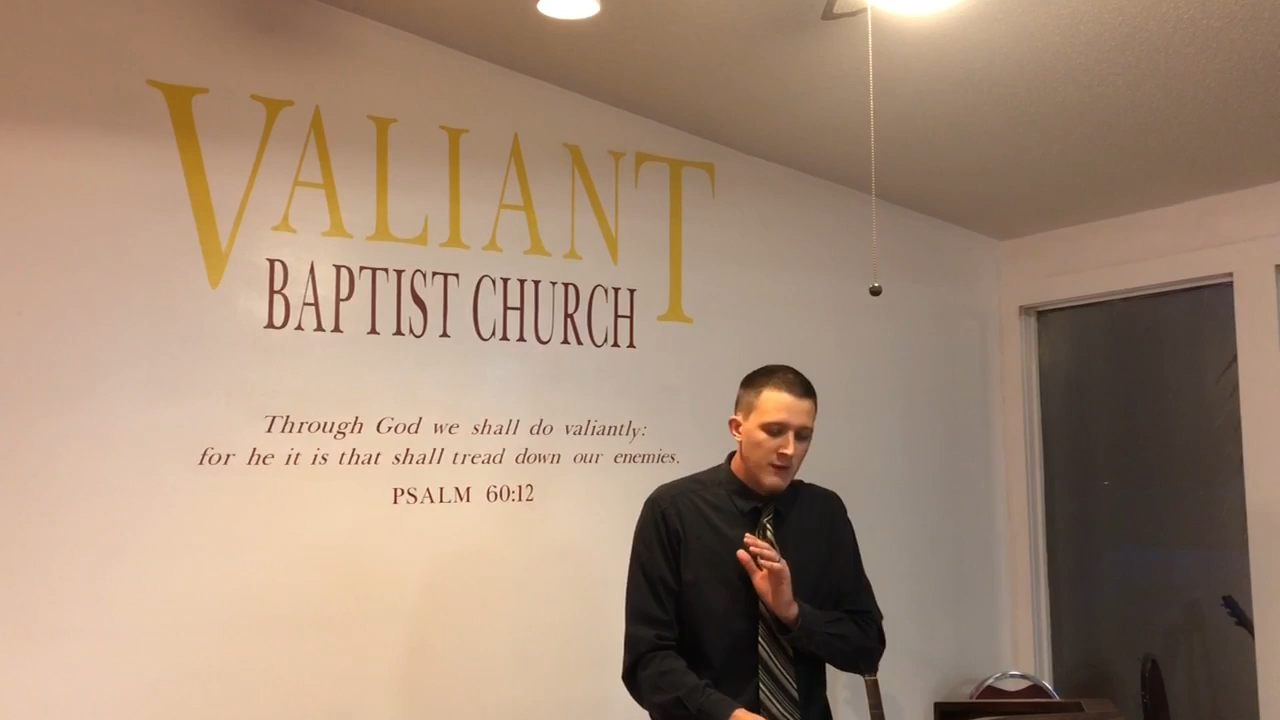 VALIANT
BAPTIST CHURCH
Through God we shall do valiantly:
for he it is that shall tread down our enemies.
PSALM 60:12